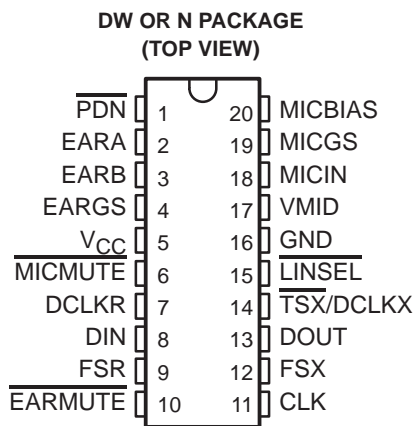 DW OR N PACKAGE
(TOP VIEW)
PDN 1 20 MICBIAS
EARA 2 19 MICGS
EARB 3 18 MICIN
EARGS 4 17 VMID
VCC 5 16 GND
MICMUTE 6 15 LINSEL
DCLKR 7 14 TSX/DCLKX
DIN 8 13 DOUT
FSR 9 12 FSX
EARMUTE 10 11 CLK